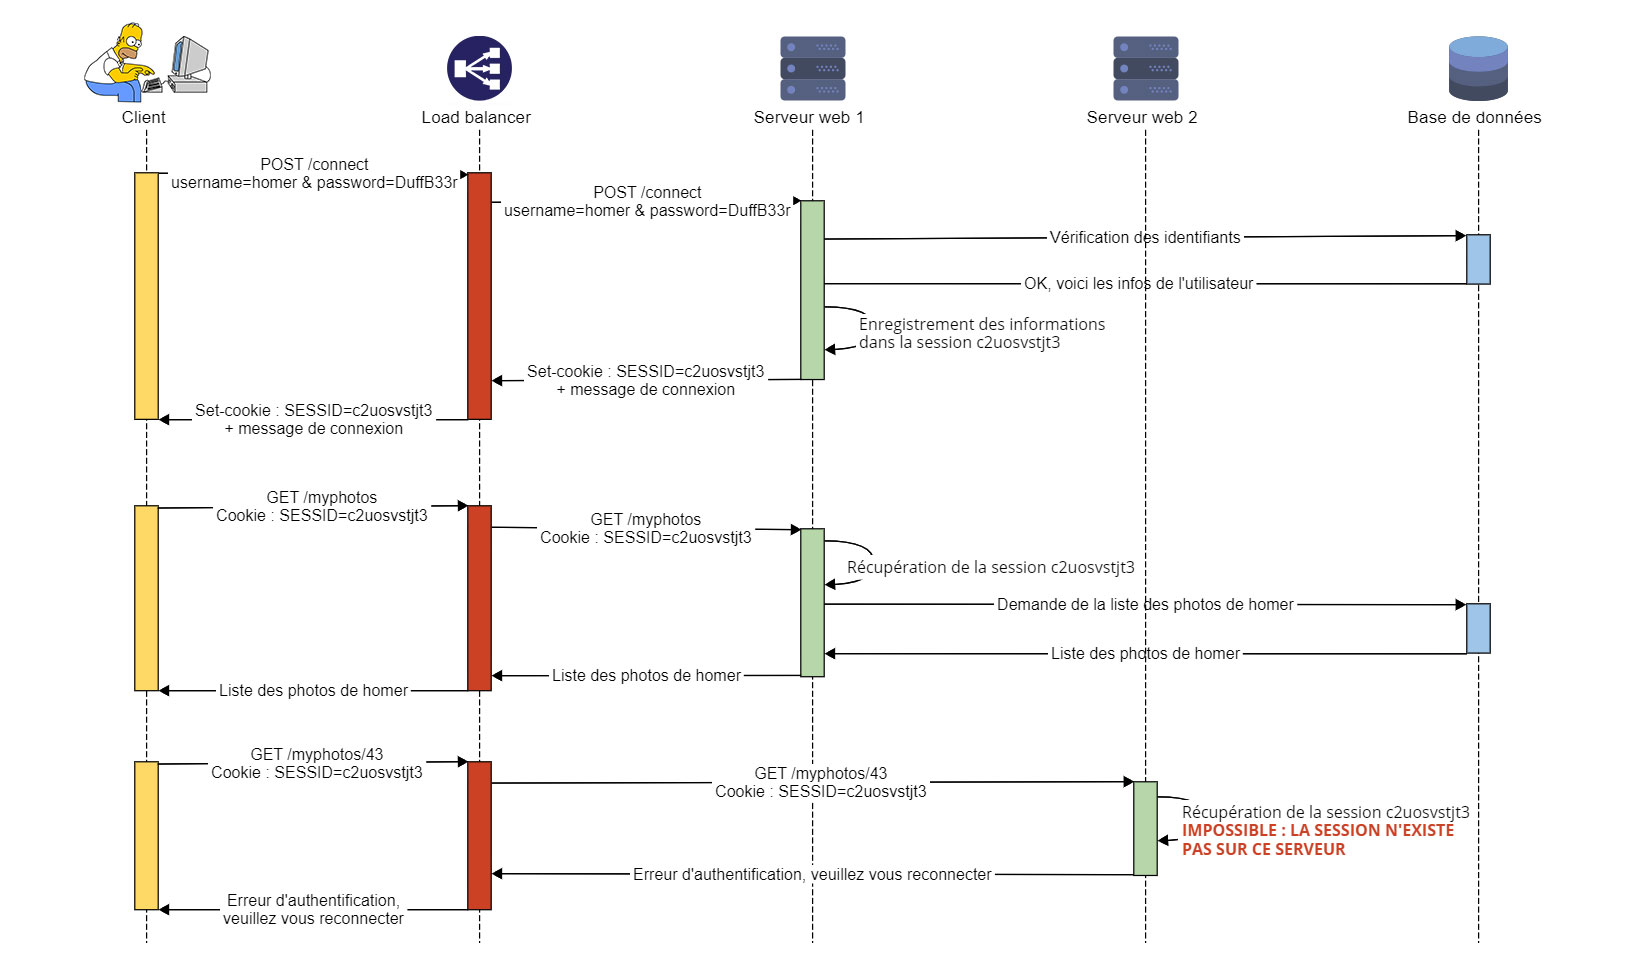 Client
Load balancer
Serveur web 1
Serveur web 2
Base de données
POST /connect
username=homer & password=DuffB33r
POST /connect
username=homer & password=DuffB33r
Vérification des identifiants
OK, voici les infos de l'utilisateur
Enregistrement des informations
dans la session c2uosvstjt3
Set-cookie : SESSID=c2uosvstjt3
+ message de connexion
Set-cookie : SESSID=c2uosvstjt3
+ message de connexion
GET /myphotos
Cookie : SESSID=c2uosvstjt3
GET /myphotos
Cookie : SESSID=c2uosvstjt3
Récupération de la session c2uosvstjt3
Demande de la liste des photos de homer
Liste des photos de homer
Liste des photos de homer
Liste des photos de homer
GET /myphotos/43
Cookie : SESSID=c2uosvstjt3
GET /myphotos/43
Cookie : SESSID=c2uosvstjt3
Récupération de la session c2uosvstjt3
IMPOSSIBLE : LA SESSION N'EXISTE
PAS SUR CE SERVEUR
Erreur d'authentification, veuillez vous reconnecter
Erreur d'authentification,
veuillez vous reconnecter